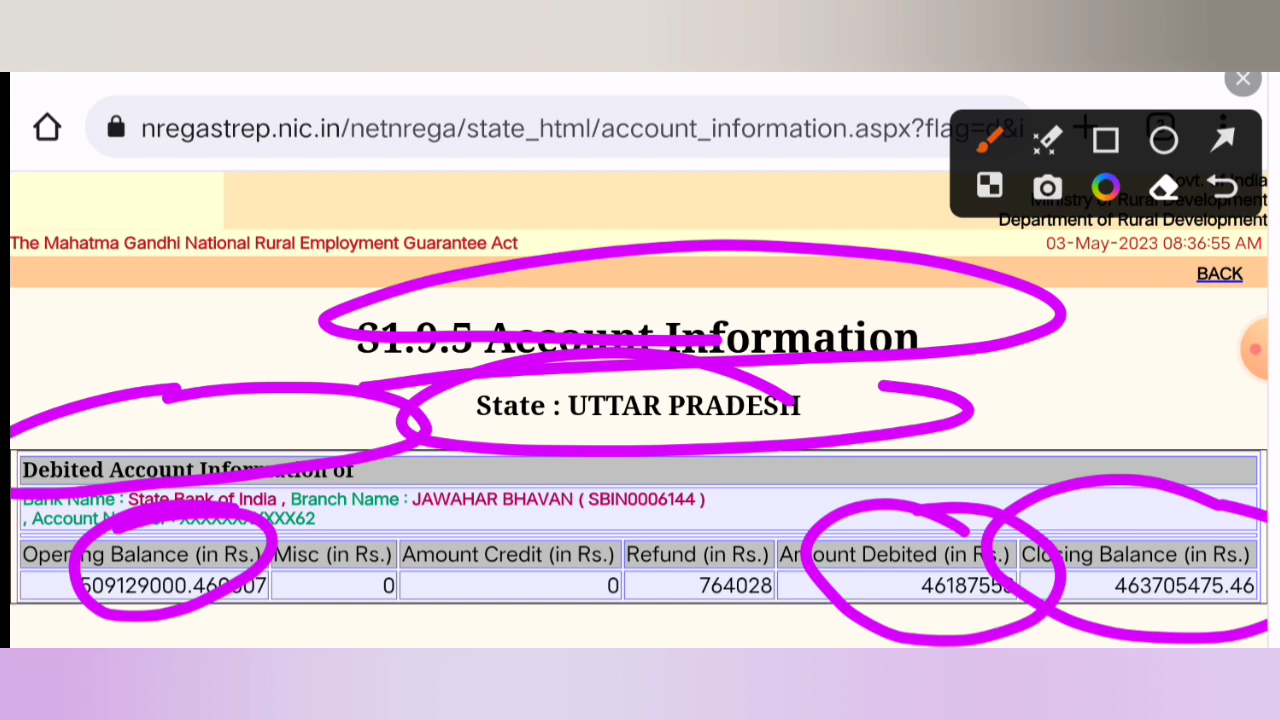 nregastrep.nic.in/netnrega/state_html/account_information.aspx?flag=d&i
Govt. of India
Ministry of Rural Development
Department of Rural Development
The Mahatma Gandhi National Rural Employment Guarantee Act
03-May-2023 08:36:55 AM
BACK
Account Information
State : UTTAR PRADESH
Debited Account Information of
Bank Name : State Bank of India , Branch Name : JAWAHAR BHAVAN ( SBIN0006144 )
, Account Number :
Opening Balance (in Rs.) Misc (in Rs.) Amount Credit (in Rs.) Refund (in Rs.) Amount Debited (in Rs.) Closing Balance (in Rs.)
0 0 764028 463705475.46